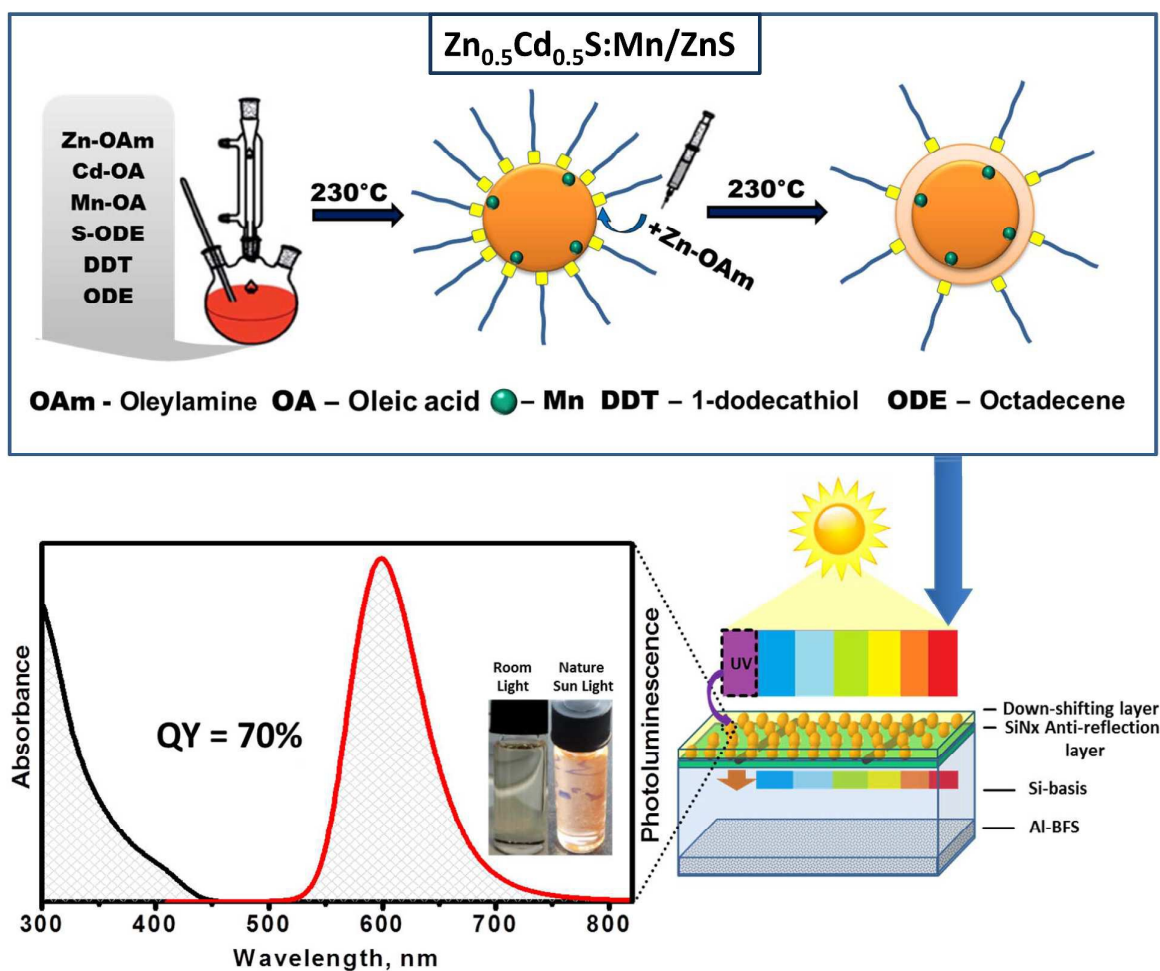 Zn0.5Cd0.5S:Mn/ZnS
Zn-OAm
Cd-OA
Mn-OA
S-ODE
DDT
ODE
230°C
+Zn-OAm
230°C
OAm - Oleylamine OA – Oleic acid – Mn DDT – 1-dodecathiol ODE – Octadecene
Absorbance
QY = 70%
Room
Light
Nature
Sun Light
Photoluminescence
300 400 500 600 700 800
Wavelength, nm
UV
Down-shifting layer
SiNx Anti-reflection
layer
Si-basis
Al-BFS